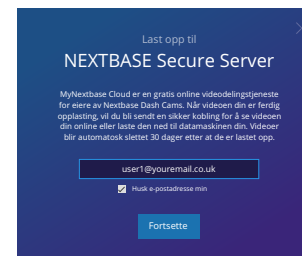 Last opp til
NEXTBASE Secure Server
MyNextbase Cloud er en gratis online videodelingstjeneste
for eiere av Nextbase Dash Cams. Når videoen din er ferdig
opplasting, vil du bli sendt en sikker kobling for å se videoen
din online eller laste den ned til datamaskinen din. Videoer
blir automatosk slettet 30 dager etter at de er lastet opp.
user1@youremail.co.uk
Husk e-postadresse min
Fortsette